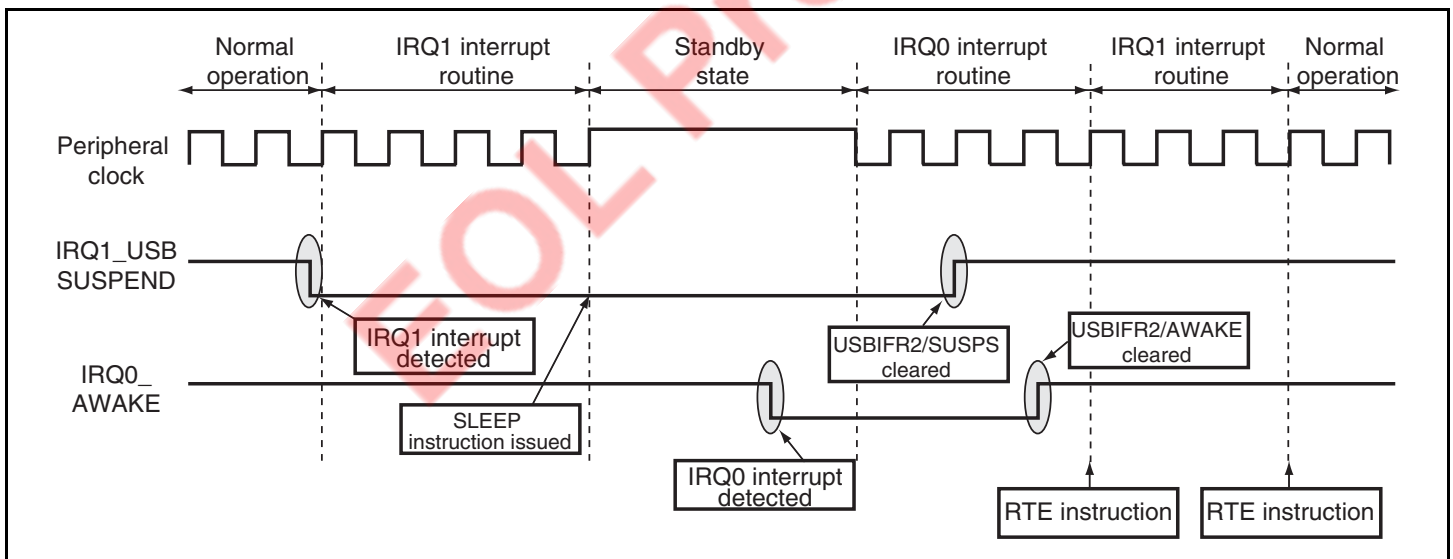 Normal
operation
IRQ1 interrupt
routine
Standby
state
IRQ0 interrupt
routine
IRQ1 interrupt
routine
Normal
operation
Peripheral
clock
IRQ1_USB
SUSPEND
IRQ1 interrupt
detected
USBIFR2/SUSPS
cleared
USBIFR2/AWAKE
cleared
IRQ0_
AWAKE
SLEEP
instruction issued
IRQ0 interrupt
detected
RTE instruction
RTE instruction
EOL Pr